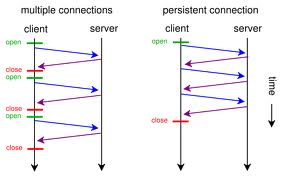 multiple connections
client server
open
close
open
close
open
close
persistent connection
client server
open
close
time